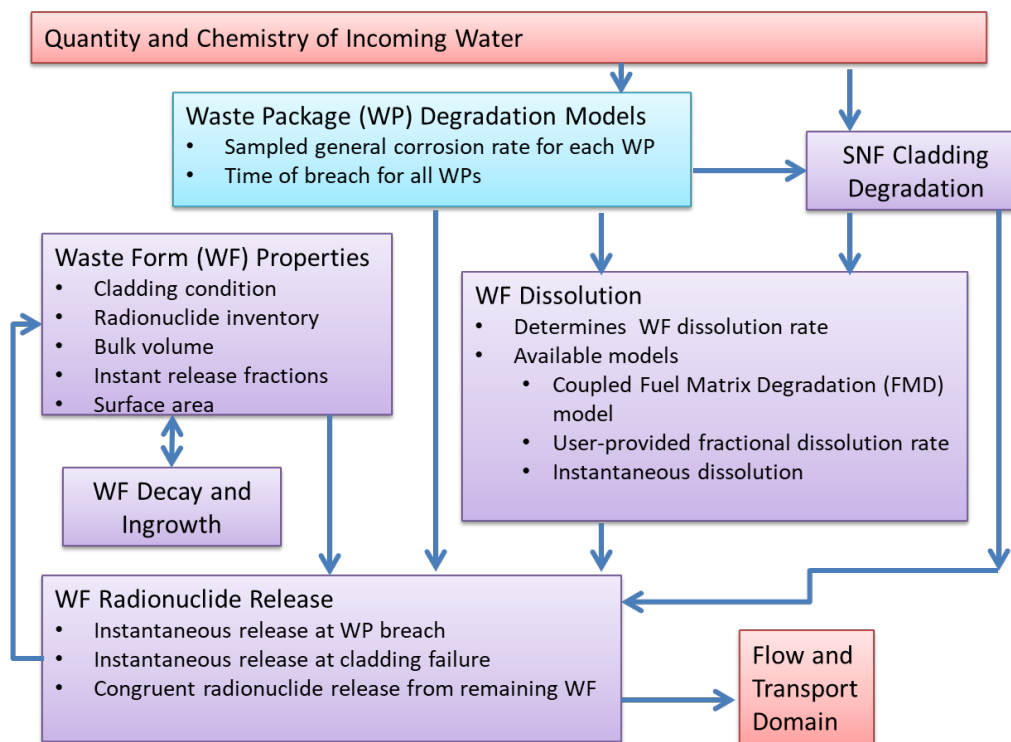 Quantity and Chemistry of Incoming Water
Waste Package (WP) Degradation Models
• Sampled general corrosion rate for each WP
• Time of breach for all WPs
SNF Cladding
Degradation
Waste Form (WF) Properties
• Cladding condition
• Radionuclide inventory
• Bulk volume
• Instant release fractions
• Surface area
WF Dissolution
• Determines WF dissolution rate
• Available models
• Coupled Fuel Matrix Degradation (FMD)
model
• User-provided fractional dissolution rate
• Instantaneous dissolution
WF Decay and
Ingrowth
WF Radionuclide Release
• Instantaneous release at WP breach
• Instantaneous release at cladding failure
• Congruent radionuclide release from remaining WF
Flow and
Transport
Domain